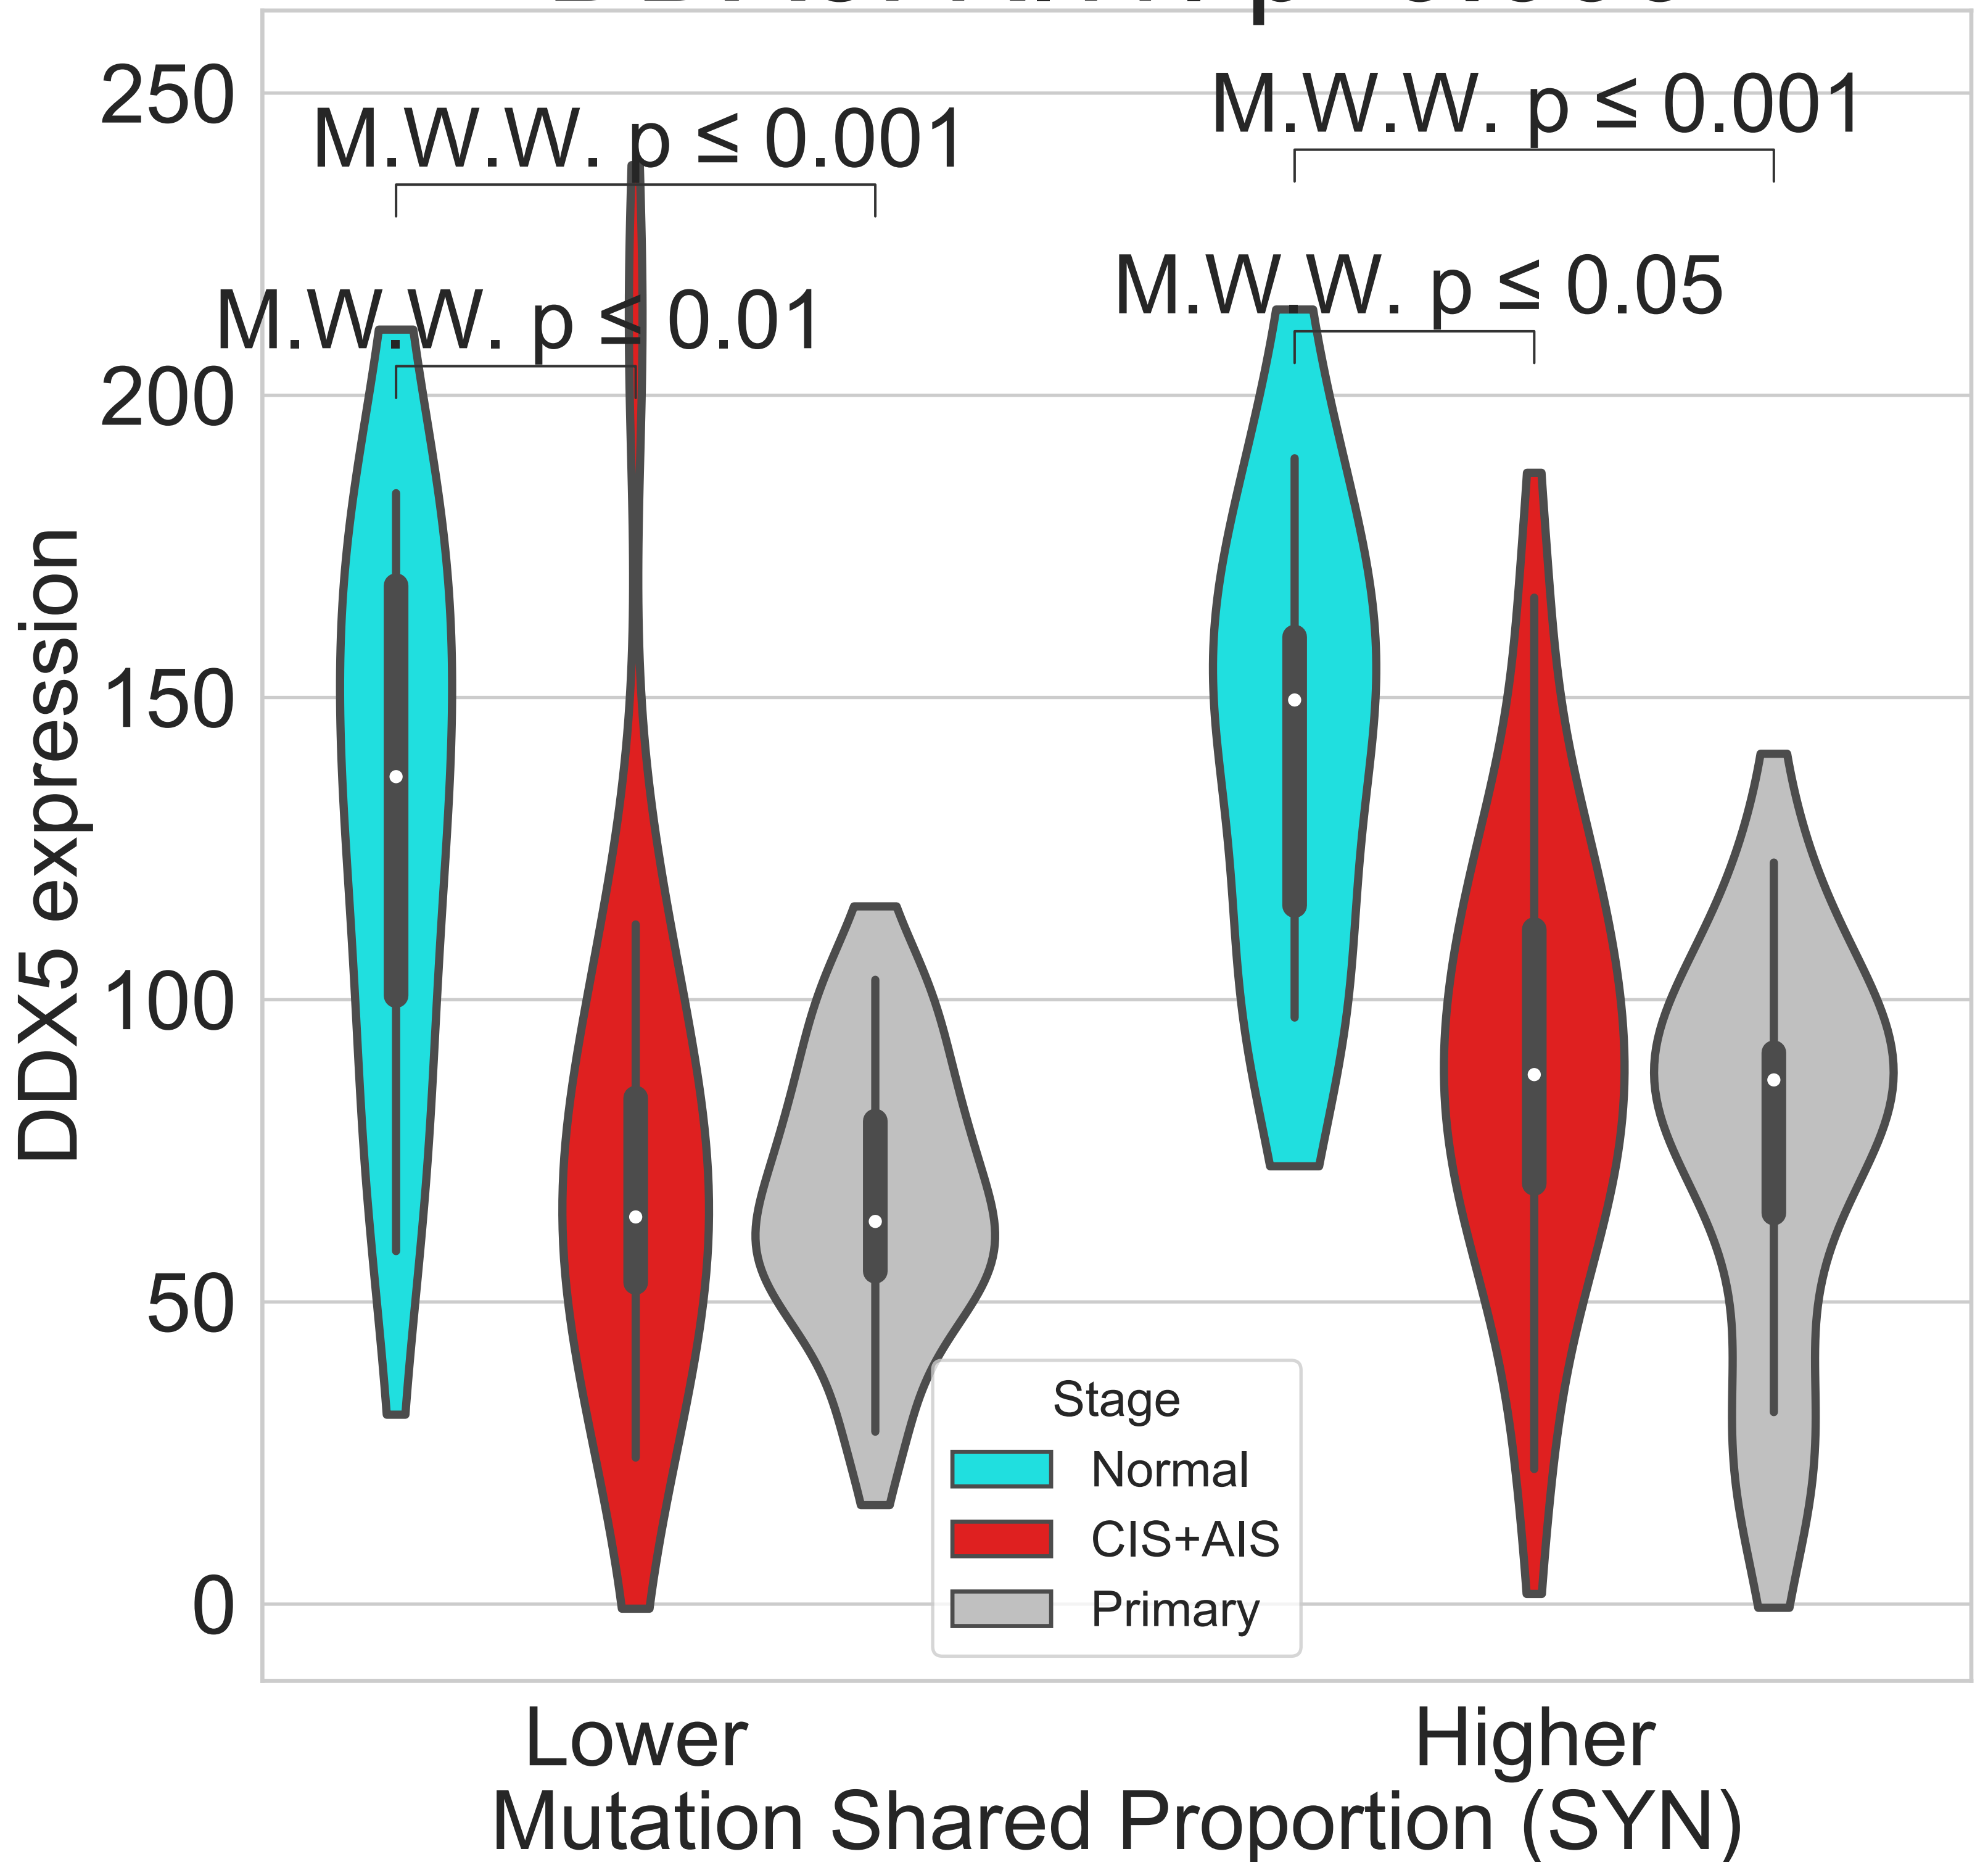 250
M.W.W. p ≤ 0.001
M.W.W. p ≤ 0.001
M.W.W. p ≤ 0.05
M.W.W. p ≤ 0.01
200
150
100
50
0
DDX5 expression
Stage
Normal
CIS+AIS
Primary
Lower
Higher
Mutation Shared Proportion (SYN)